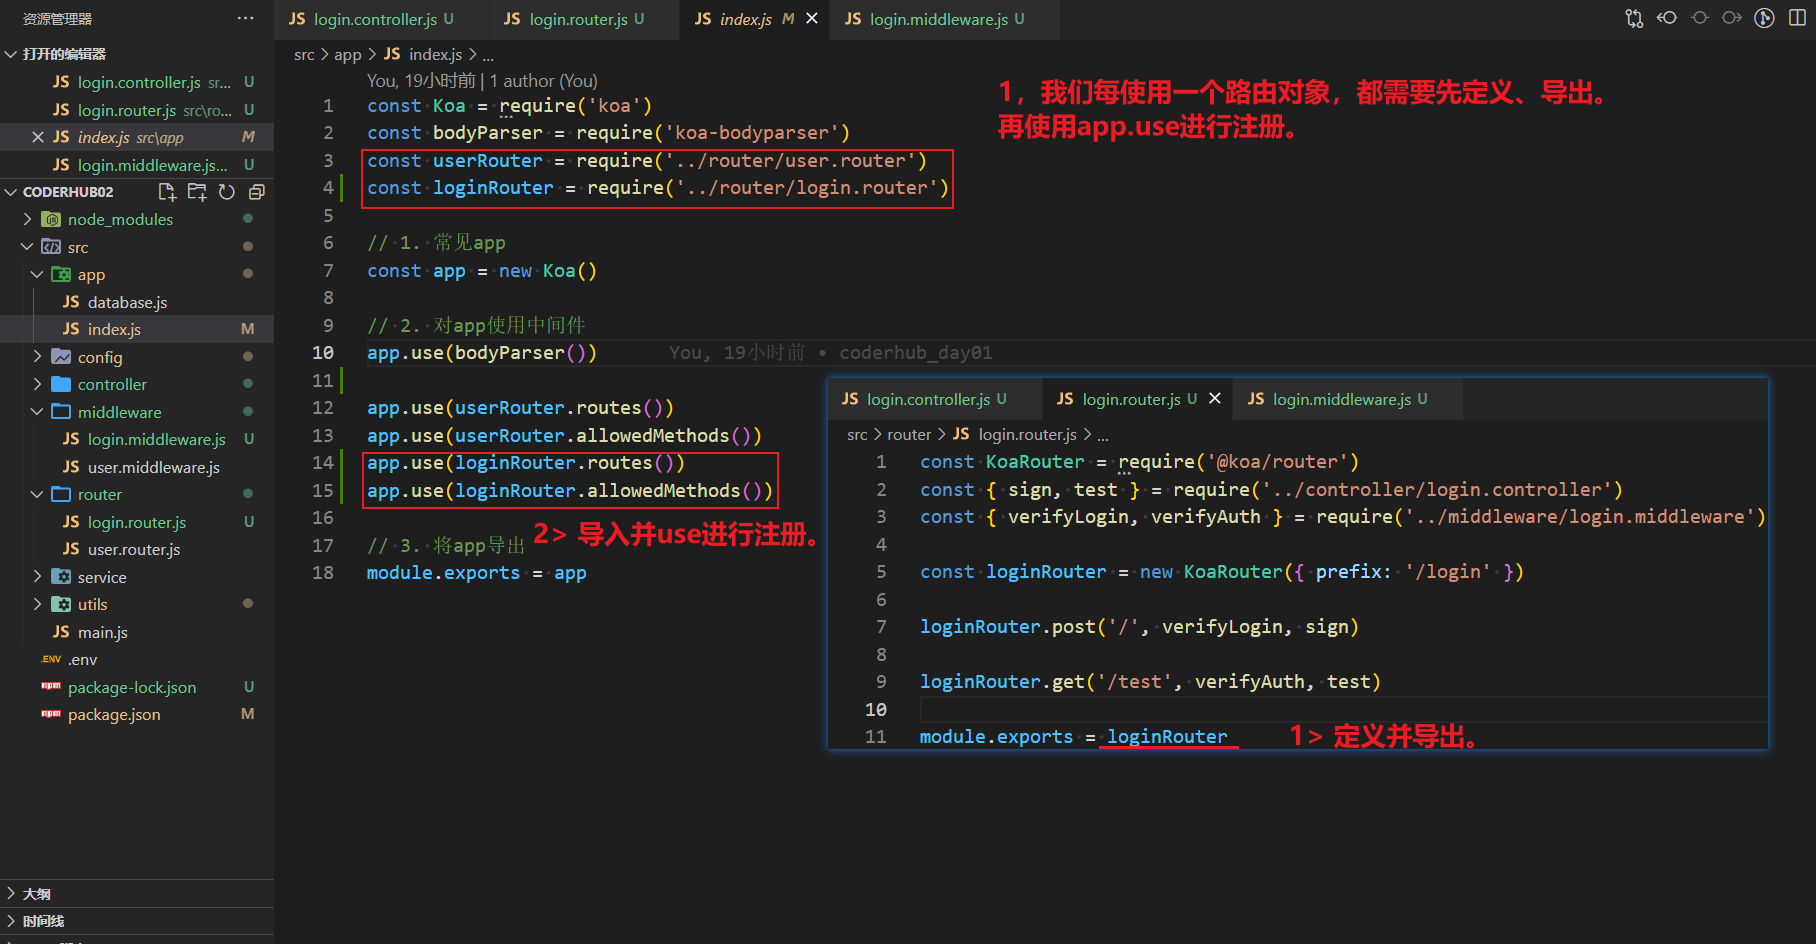 资源管理器
打开的编辑器
JS login.controller.js sr... U
JS login.router.js src\ro... U
JS index.js src\app M
JS login.middleware.js... U
CODERHUB02
node_modules
src
app
JS database.js
JS index.js M
config
controller
middleware
JS login.middleware.js U
JS user.middleware.js
router
JS login.router.js U
JS user.router.js
service
utils
JS main.js
.ENV .env
npm package-lock.json U
npm package.json M
大纲
时间线
JS login.controller.js U
JS login.router.js U
JS index.js M
JS login.middleware.js U
src > app > JS index.js > ...
You, 19小时前 | 1 author (You)
1 const Koa = require('koa')
2 const bodyParser = require('koa-bodyparser')
3 const userRouter = require('../router/user.router')
4 const loginRouter = require('../router/login.router')
5
6 // 1. 常见app
7 const app = new Koa()
8
9 // 2. 对app使用中间件
10 app.use(bodyParser()) You, 19小时前 • coderhub_day01
11
12 app.use(userRouter.routes())
13 app.use(userRouter.allowedMethods())
14 app.use(loginRouter.routes())
15 app.use(loginRouter.allowedMethods())
16
17 // 3. 将app导出
18 module.exports = app
1，我们每使用一个路由对象，都需要先定义、导出。
再使用app.use进行注册。
2> 导入并use进行注册。
JS login.controller.js U
JS login.router.js U
JS login.middleware.js U
src > router > JS login.router.js > ...
1 const KoaRouter = require('@koa/router')
2 const { sign, test } = require('../controller/login.controller')
3 const { verifyLogin, verifyAuth } = require('../middleware/login.middleware')
4
5 const loginRouter = new KoaRouter({ prefix: '/login' })
6
7 loginRouter.post('/', verifyLogin, sign)
8
9 loginRouter.get('/test', verifyAuth, test)
10
11 module.exports = loginRouter
1> 定义并导出。